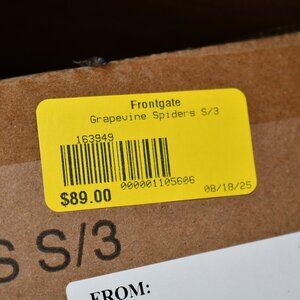 Frontgate
Grapevine Spiders S/3
163949
000001105606
$89.00
08/18/25
S S/3
FROM: